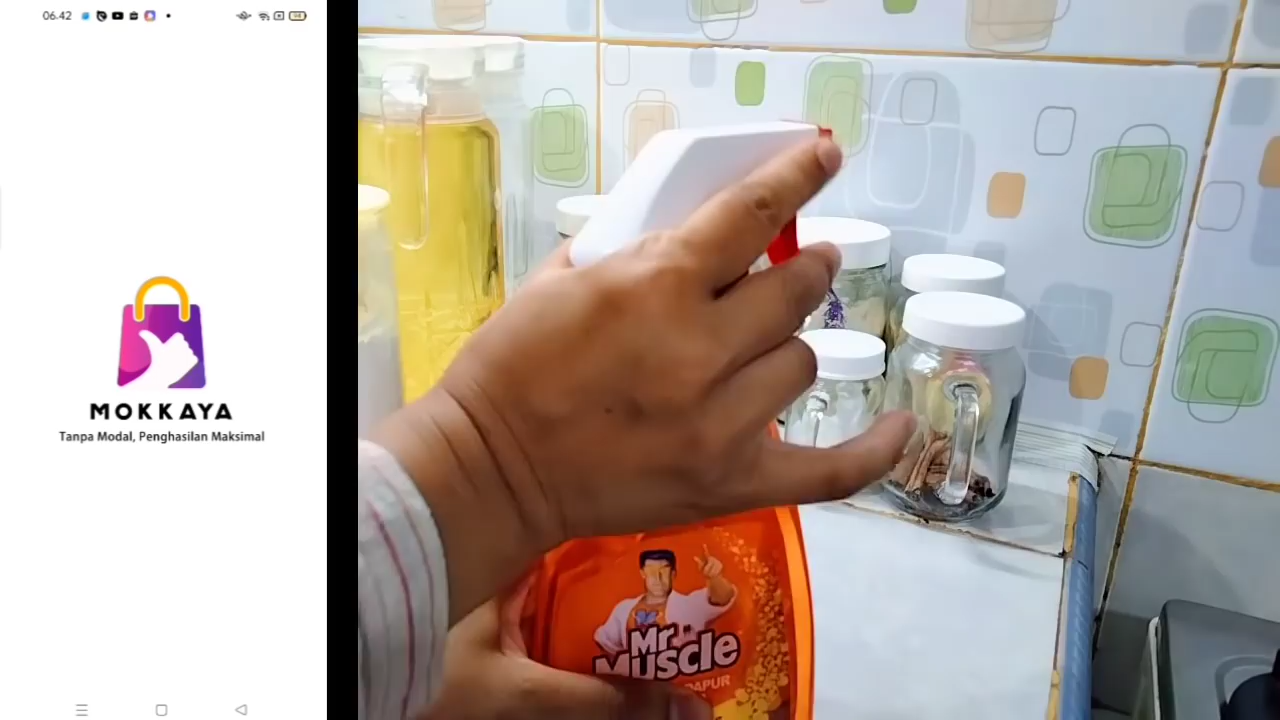 06.42
MOKKAYA
Tanpa Modal, Penghasilan Maksimal
Mr
Muscle
DAPUR